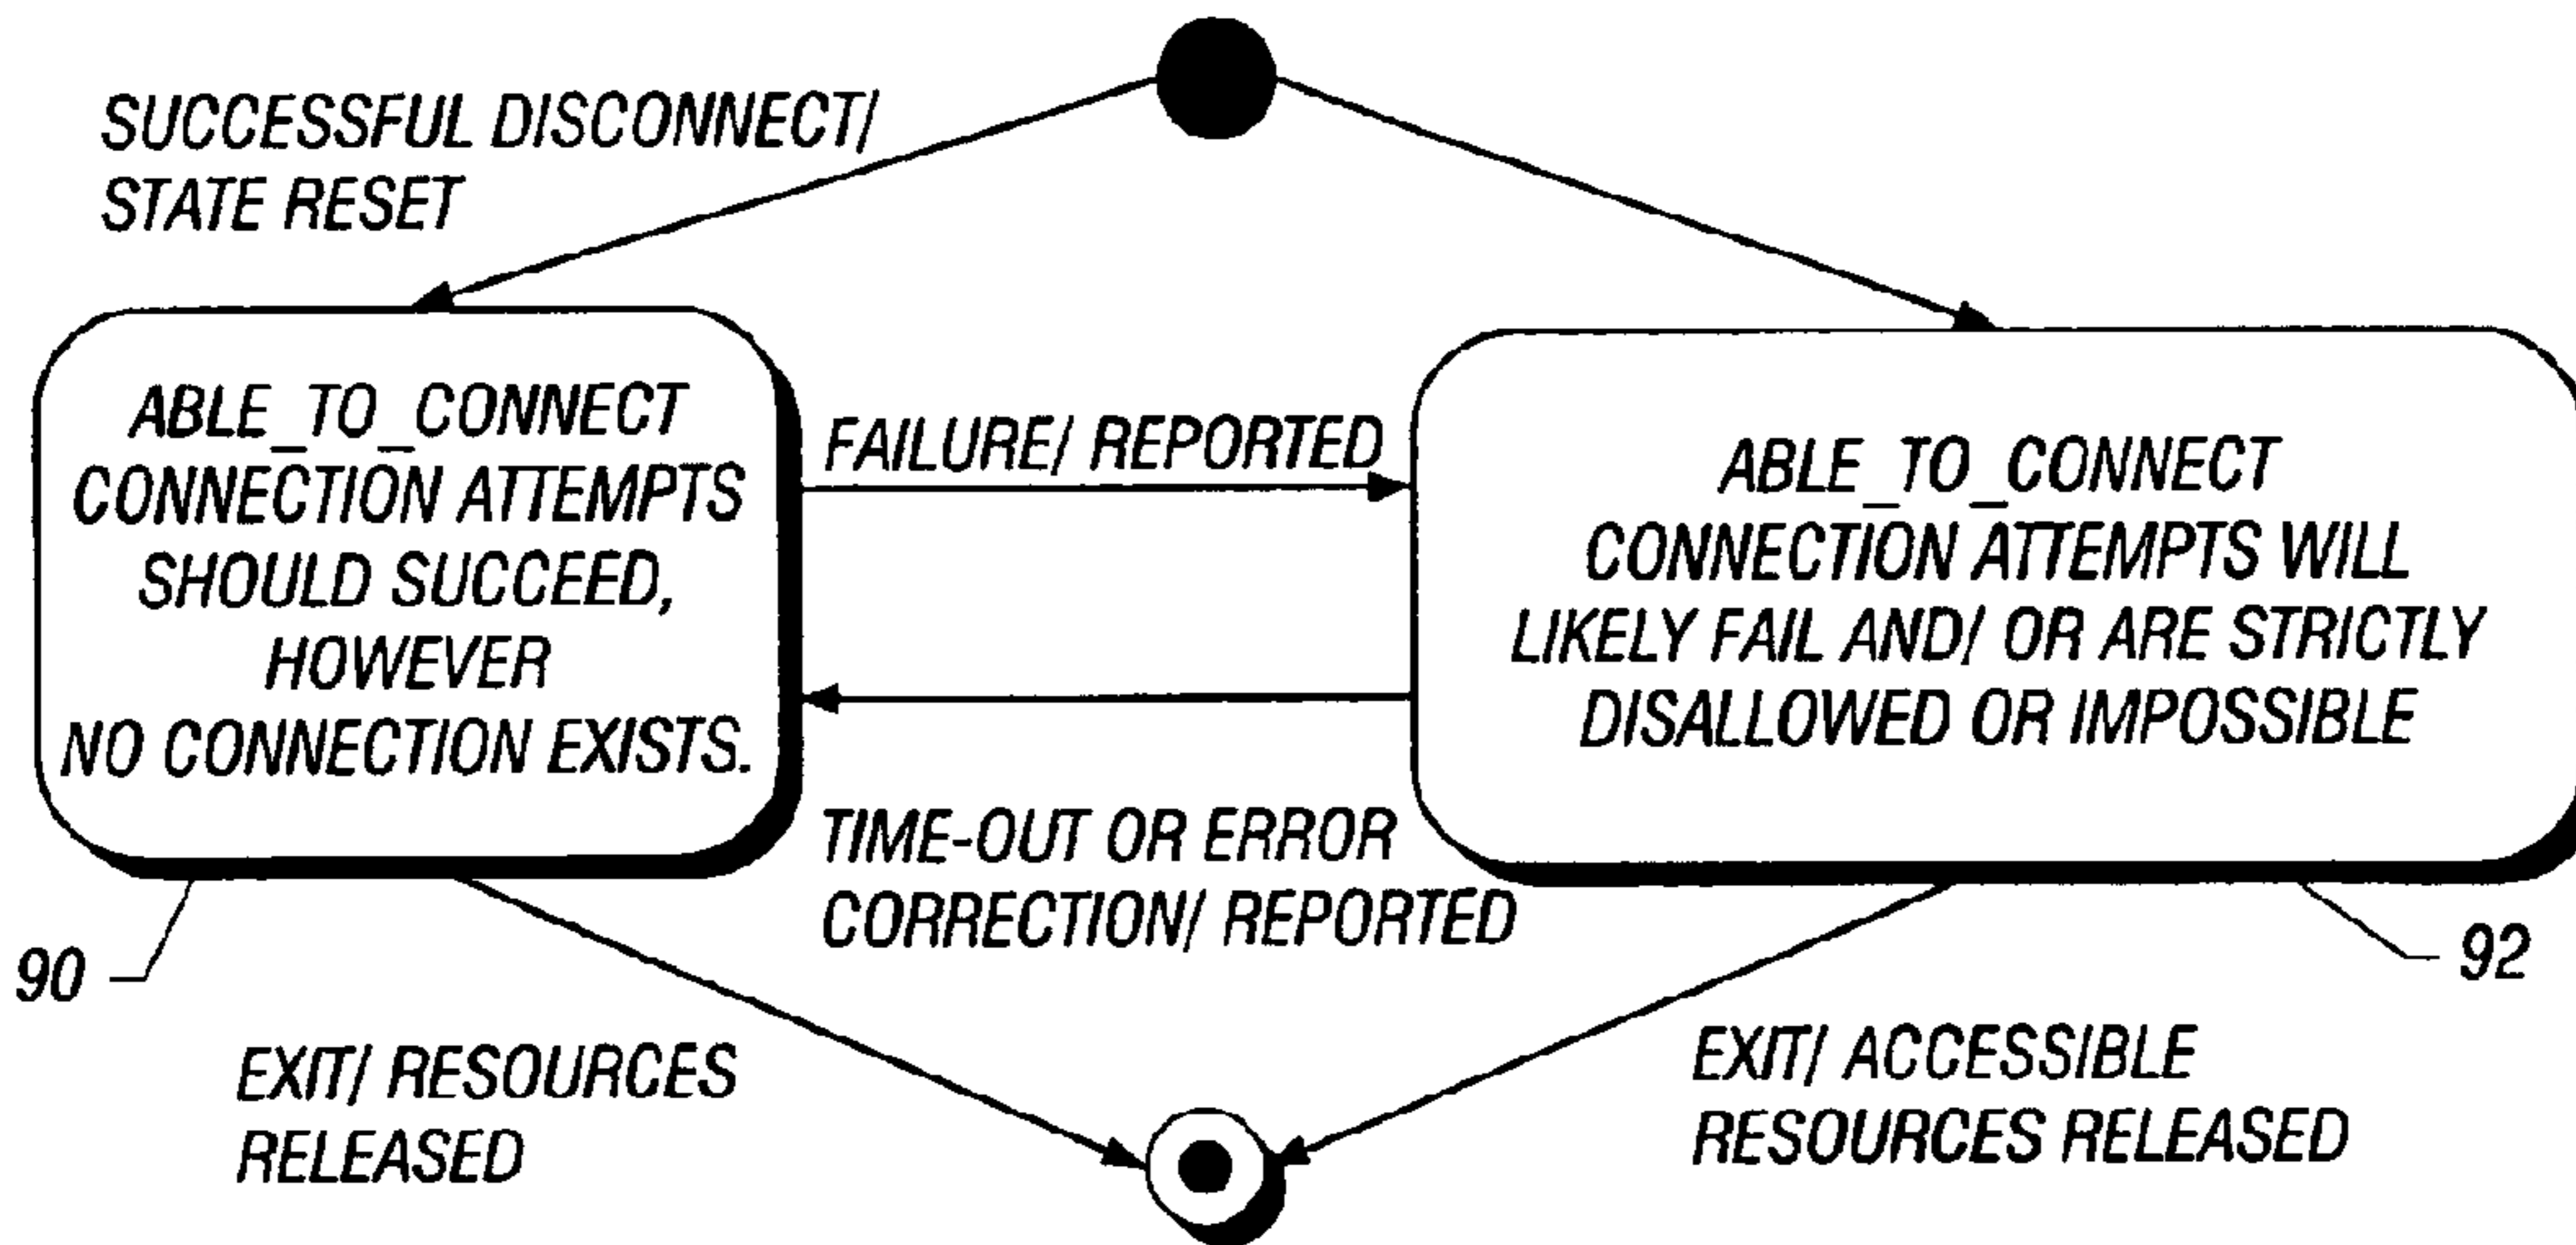 SUCCESSFUL DISCONNECT/
STATE RESET
ABLE_TO_CONNECT
CONNECTION ATTEMPTS
SHOULD SUCCEED,
HOWEVER
NO CONNECTION EXISTS.
FAILURE/ REPORTED
ABLE_TO_CONNECT
CONNECTION ATTEMPTS WILL
LIKELY FAIL AND/ OR ARE STRICTLY
DISALLOWED OR IMPOSSIBLE
TIME-OUT OR ERROR
CORRECTION/ REPORTED
90
92
EXIT/ RESOURCES
RELEASED
EXIT/ ACCESSIBLE
RESOURCES RELEASED